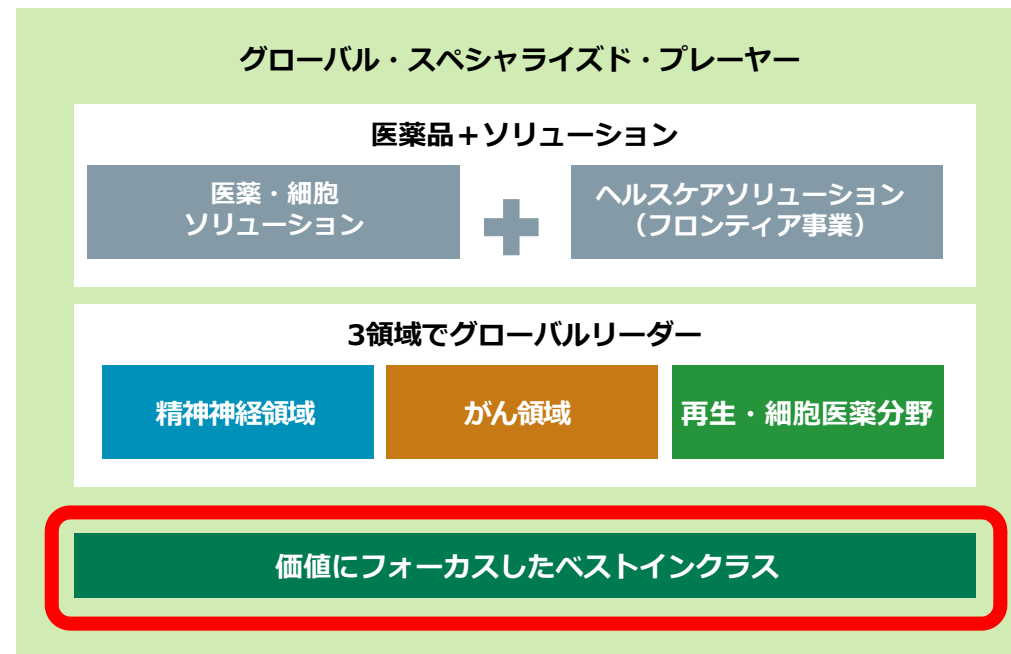 グローバル・スペシャライズド・プレーヤー
医薬品＋ソリューション
医薬・細胞
ソリューション
ヘルスケアソリューション
（フロンティア事業）
3領域でグローバルリーダー
精神神経領域
がん領域
再生・細胞医薬分野
価値にフォーカスしたベストインクラス